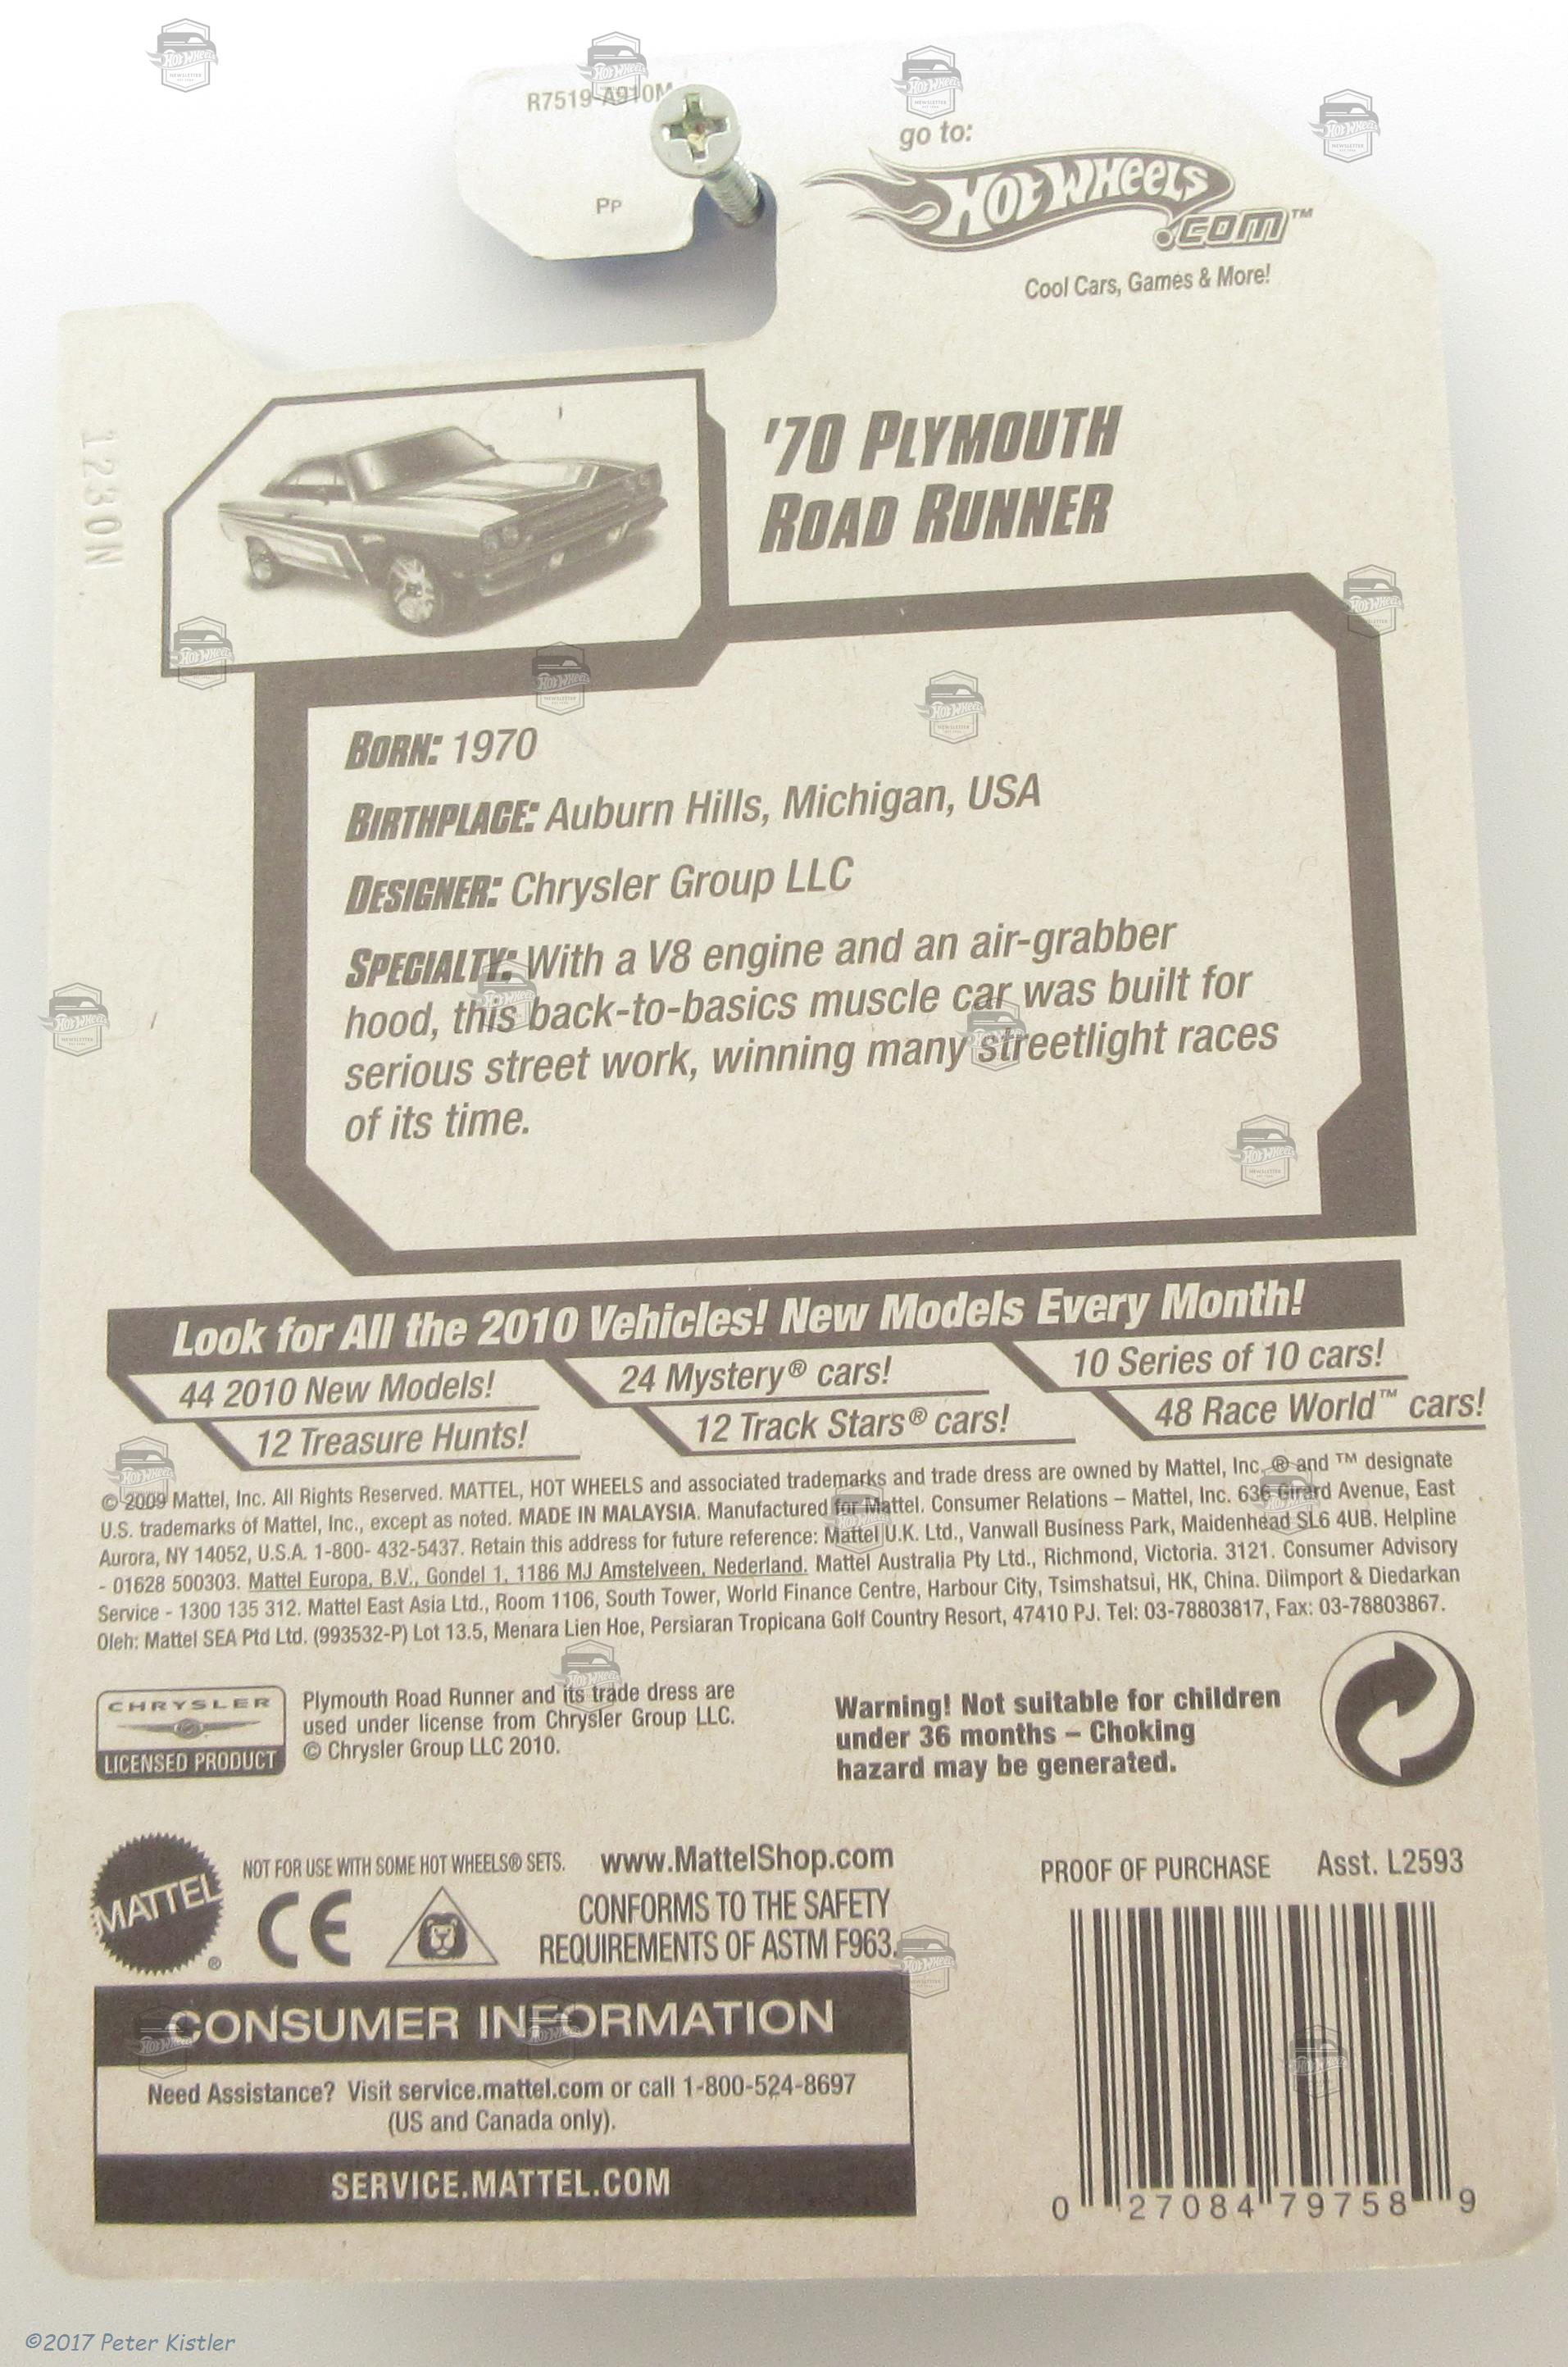 R7519-A910M
PP
go to:
HOT WHEELS
.COM™
Cool Cars, Games & More!
1230N
'70 PLYMOUTH
ROAD RUNNER
BORN: 1970
BIRTHPLACE: Auburn Hills, Michigan, USA
DESIGNER: Chrysler Group LLC
SPECIALTY: With a V8 engine and an air-grabber
hood, this back-to-basics muscle car was built for
serious street work, winning many streetlight races
of its time.
Look for All the 2010 Vehicles! New Models Every Month!
44 2010 New Models!
24 Mystery® cars!
10 Series of 10 cars!
12 Treasure Hunts!
12 Track Stars® cars!
48 Race World™ cars!
© 2009 Mattel, Inc. All Rights Reserved. MATTEL, HOT WHEELS and associated trademarks and trade dress are owned by Mattel, Inc. ® and ™ designate
U.S. trademarks of Mattel, Inc., except as noted. MADE IN MALAYSIA. Manufactured for Mattel. Consumer Relations – Mattel, Inc. 636 Girard Avenue, East
Aurora, NY 14052, U.S.A. 1-800- 432-5437. Retain this address for future reference: Mattel U.K. Ltd., Vanwall Business Park, Maidenhead SL6 4UB. Helpline
- 01628 500303. Mattel Europa, B.V., Gondel 1, 1186 MJ Amstelveen, Nederland. Mattel Australia Pty Ltd., Richmond, Victoria. 3121. Consumer Advisory
Service - 1300 135 312. Mattel East Asia Ltd., Room 1106, South Tower, World Finance Centre, Harbour City, Tsimshatsui, HK, China. Diimport & Diedarkan
Oleh: Mattel SEA Ptd Ltd. (993532-P) Lot 13.5, Menara Lien Hoe, Persiaran Tropicana Golf Country Resort, 47410 PJ. Tel: 03-78803817, Fax: 03-78803867.
CHRYSLER
LICENSED PRODUCT
Plymouth Road Runner and its trade dress are
used under license from Chrysler Group LLC.
© Chrysler Group LLC 2010.
Warning! Not suitable for children
under 36 months – Choking
hazard may be generated.
MATTEL®
NOT FOR USE WITH SOME HOT WHEELS® SETS.
www.MattelShop.com
CE
CONFORMS TO THE SAFETY
REQUIREMENTS OF ASTM F963.
PROOF OF PURCHASE Asst. L2593
CONSUMER INFORMATION
Need Assistance? Visit service.mattel.com or call 1-800-524-8697
(US and Canada only).
SERVICE.MATTEL.COM
0 27084 79758 9
©2017 Peter Kistler